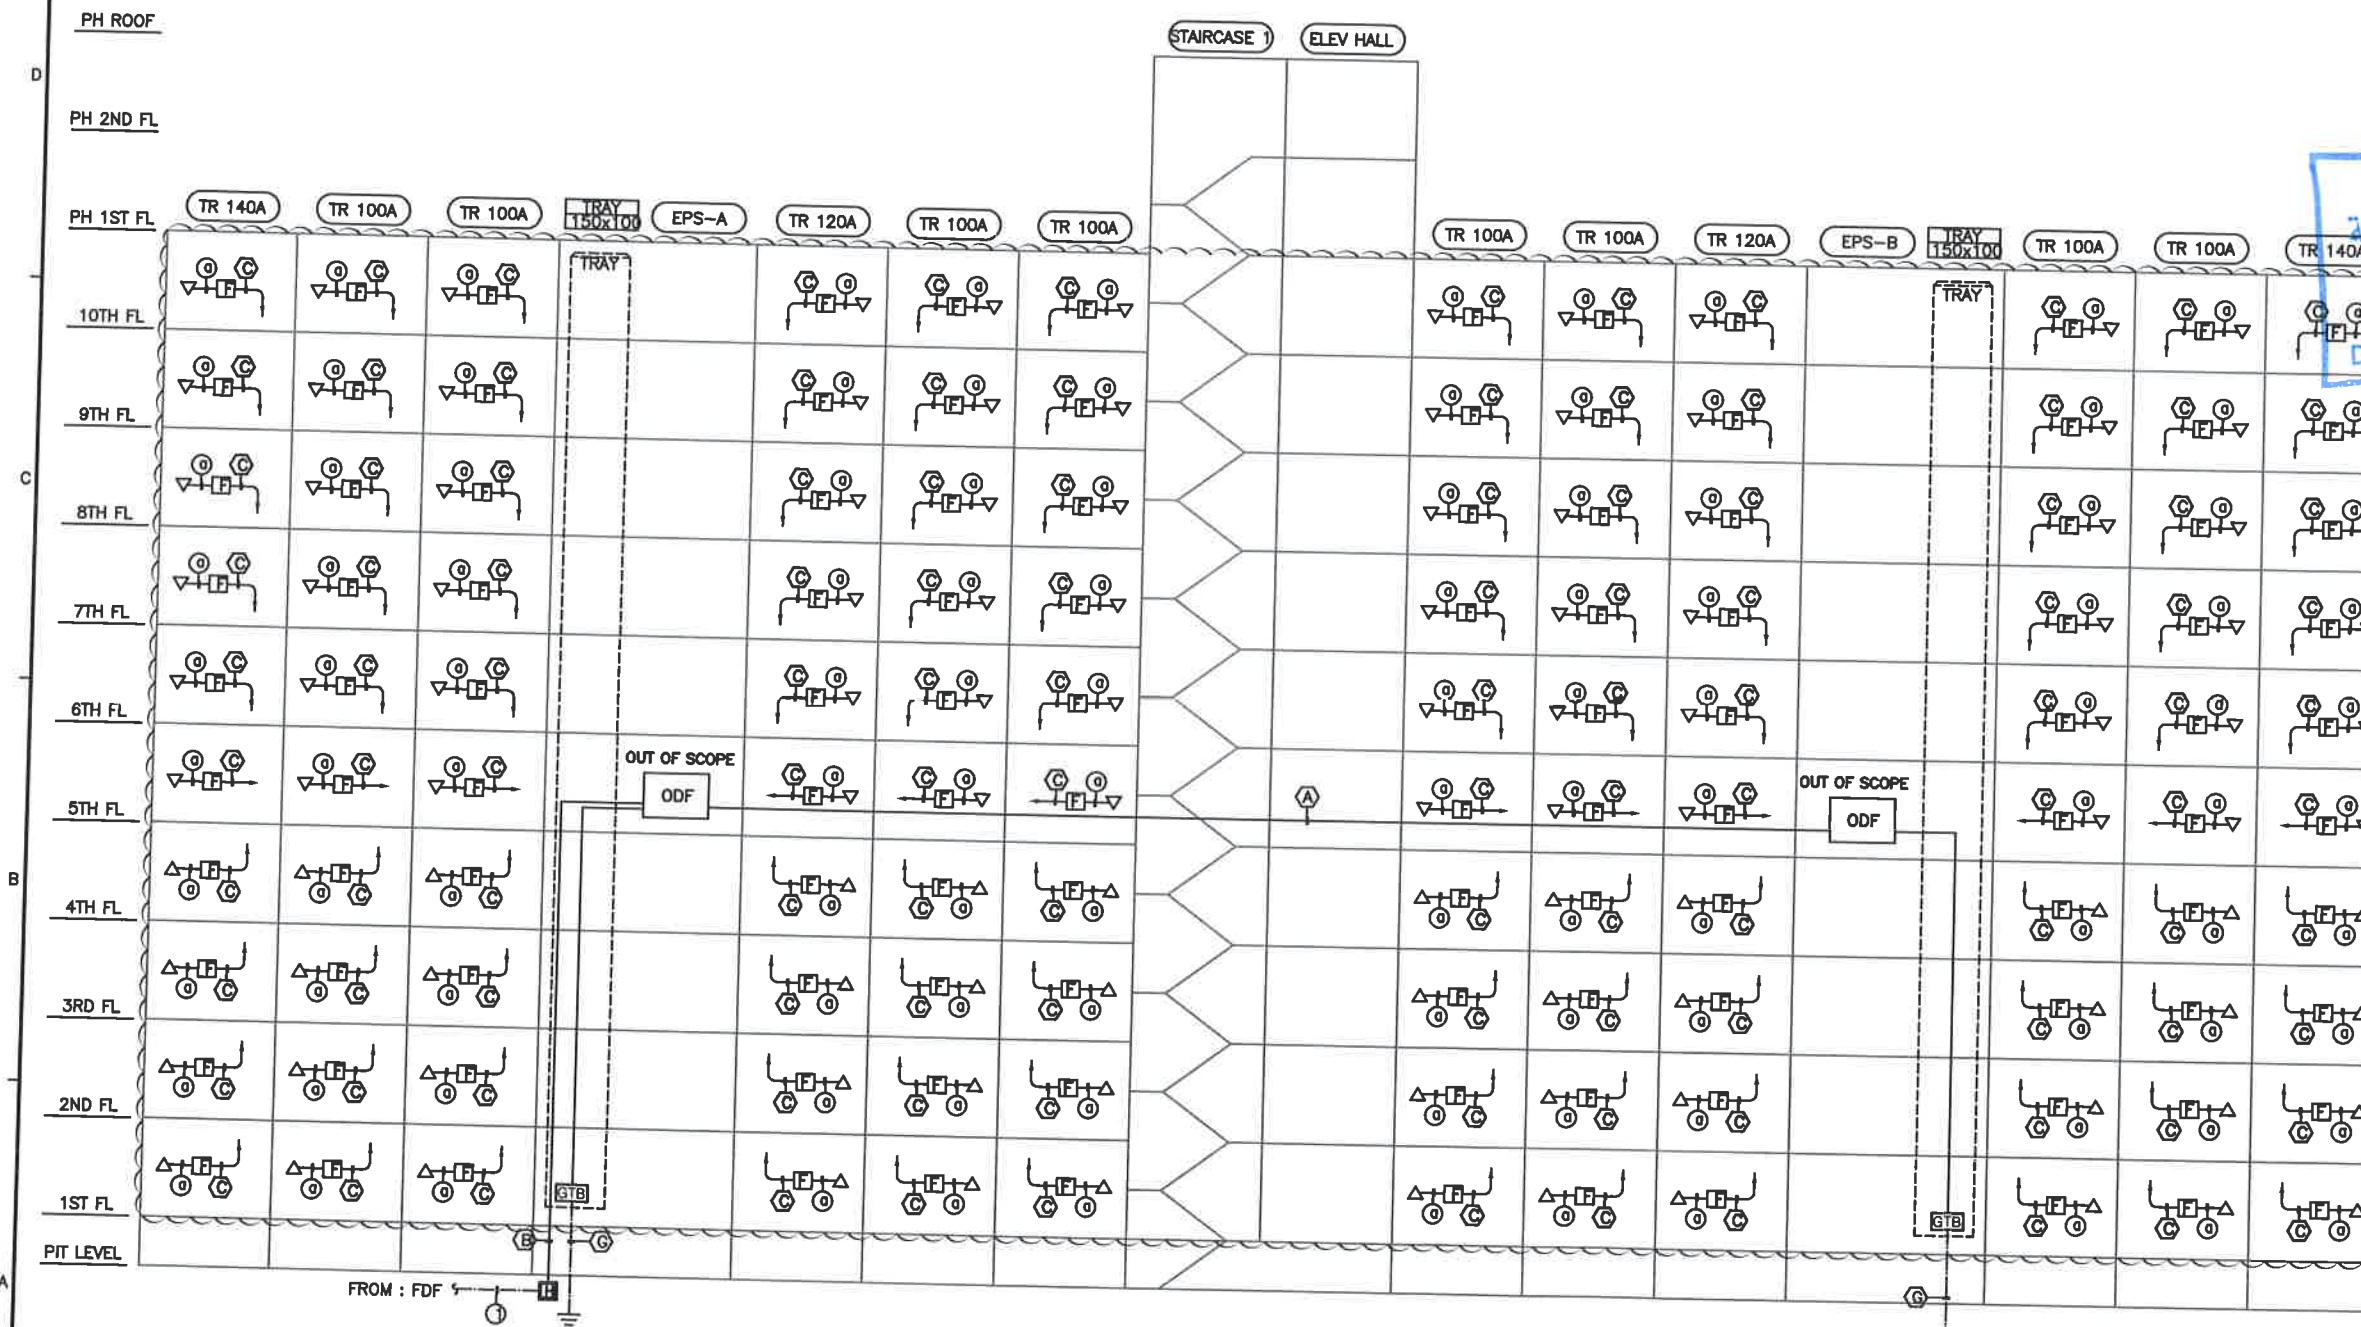 PH ROOF
STAIRCASE 1 ELEV HALL
D
PH 2ND FL
PH 1ST FL TR 140A TR 100A TR 100A TRAY 150x100 EPS-A TR 120A TR 100A TR 100A TR 100A TR 100A TR 120A EPS-B TRAY 150x100 TR 100A TR 100A TR 140A
TRAY TRAY
a C a C a C C a C a C a a C a C a C C a C a C a
F F F F F F F F F F F F
10TH FL
a C a C a C C a C a C a a C a C a C C a C a C a
F F F F F F F F F F F F
9TH FL
C
a C a C a C C a C a C a a C a C a C C a C a C a
F F F F F F F F F F F F
8TH FL
a C a C a C C a C a C a a C a C a C C a C a C a
F F F F F F F F F F F F
7TH FL
a C a C a C C a C a C a a C a C a C C a C a C a
F F F F F F F F F F F F
6TH FL
OUT OF SCOPE OUT OF SCOPE
a C a C a C C a C a C a A a C a C a C C a C a C a
F F F F F F F F F F F F
ODF ODF
5TH FL
F F F F F F F F F F F F
B
a C a C a C C a C a C a a C a C a C C a C a C a
4TH FL
F F F F F F F F F F F F
a C a C a C C a C a C a a C a C a C C a C a C a
3RD FL
F F F F F F F F F F F F
a C a C a C C a C a C a a C a C a C C a C a C a
2ND FL
F F F F F F F F F F F F
a C a C a C C a C a C a a C a C a C C a C a C a
GTB GTB
1ST FL
B G
PIT LEVEL
A
FROM : FDF
G
1